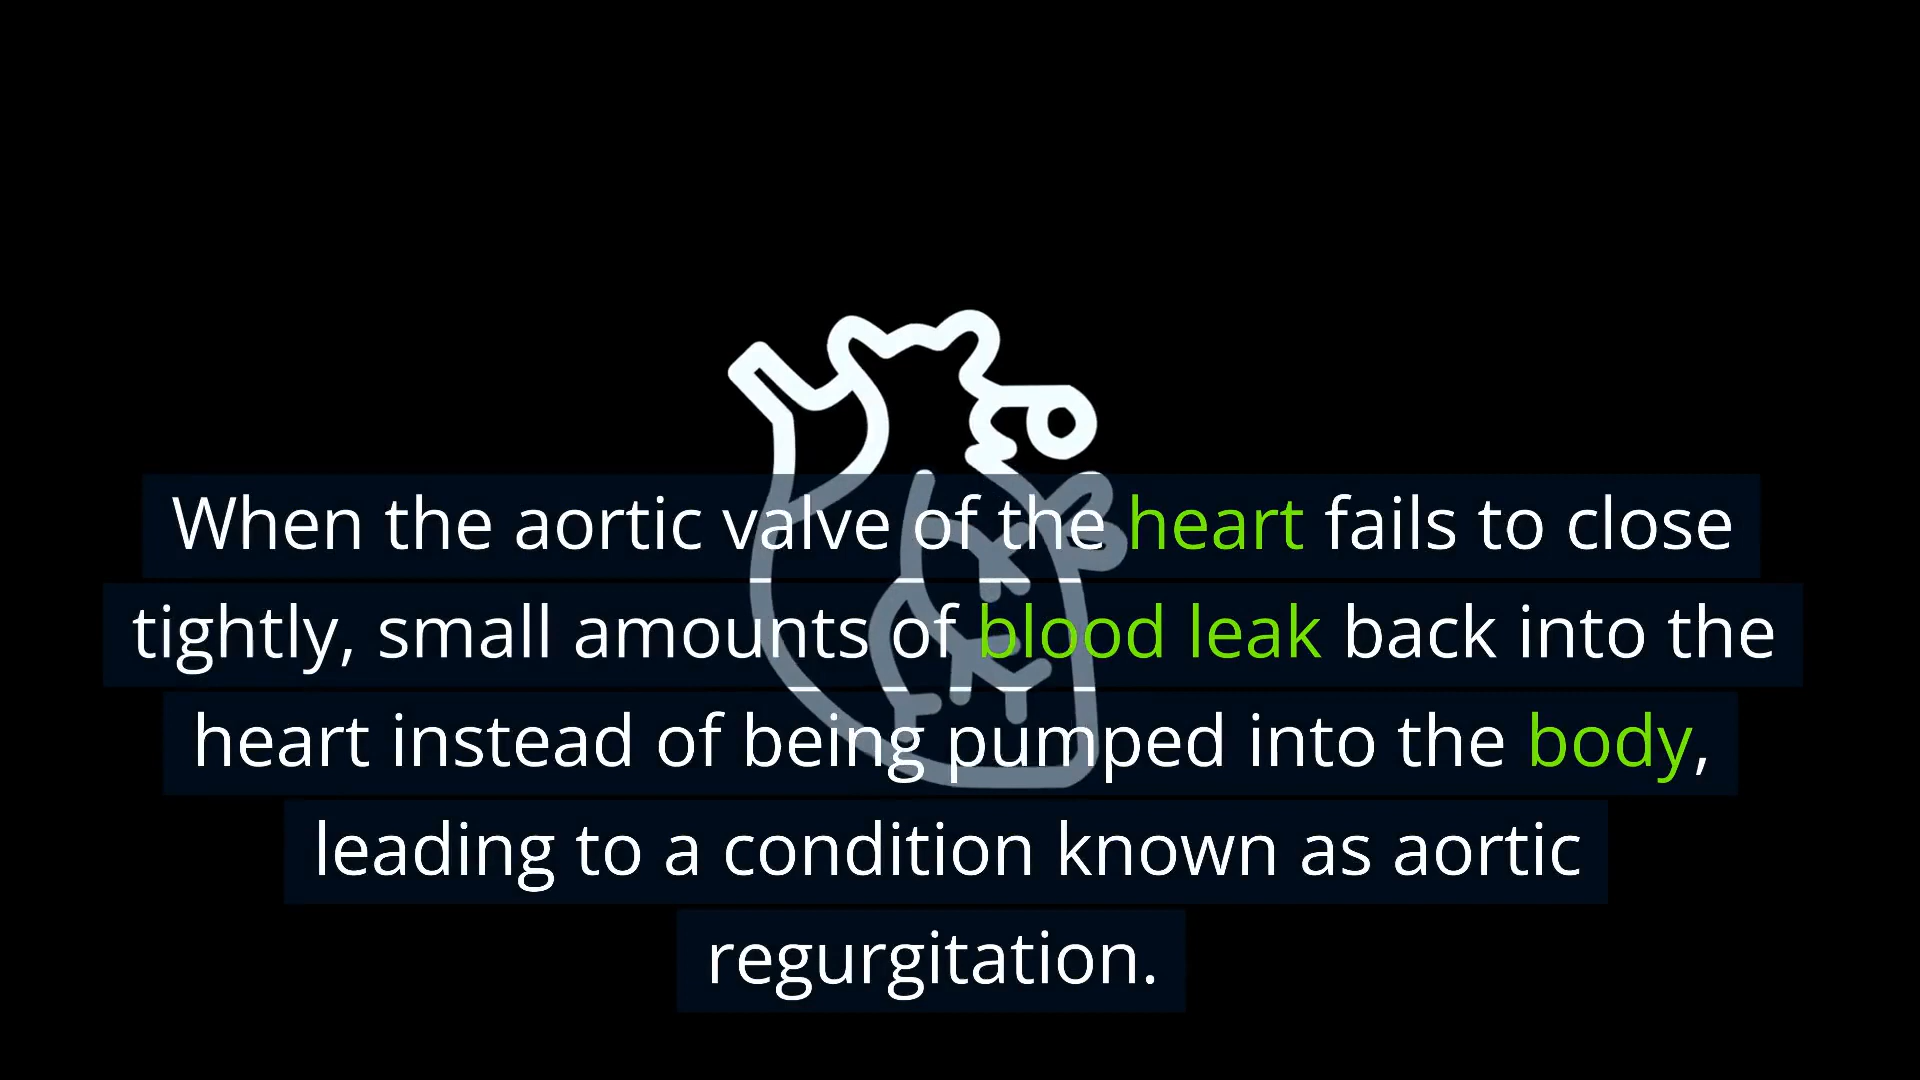 When the aortic valve of the heart fails to close
tightly, small amounts of blood leak back into the
heart instead of being pumped into the body,
leading to a condition known as aortic
regurgitation.